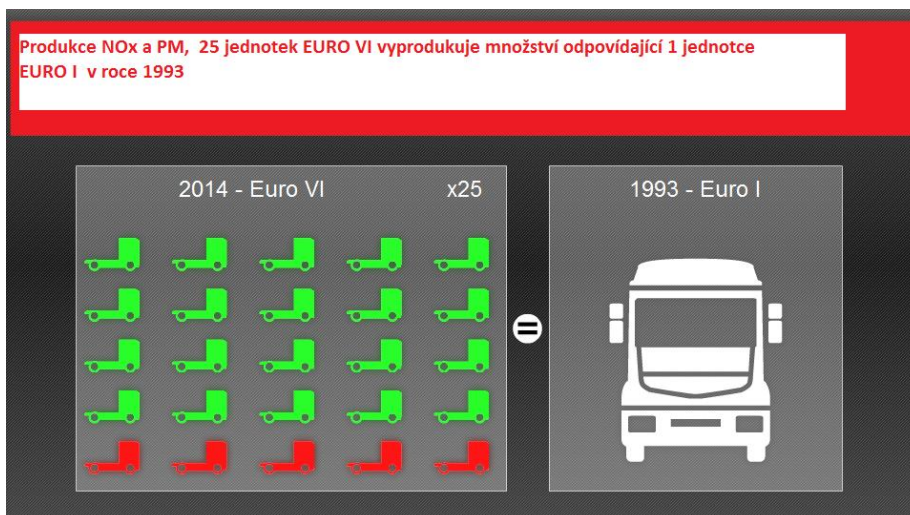 Produkce NOx a PM, 25 jednotek EURO VI vyprodukuje množství odpovídající 1 jednotce
EURO I v roce 1993
2014 - Euro VI x25
1993 - Euro I
=